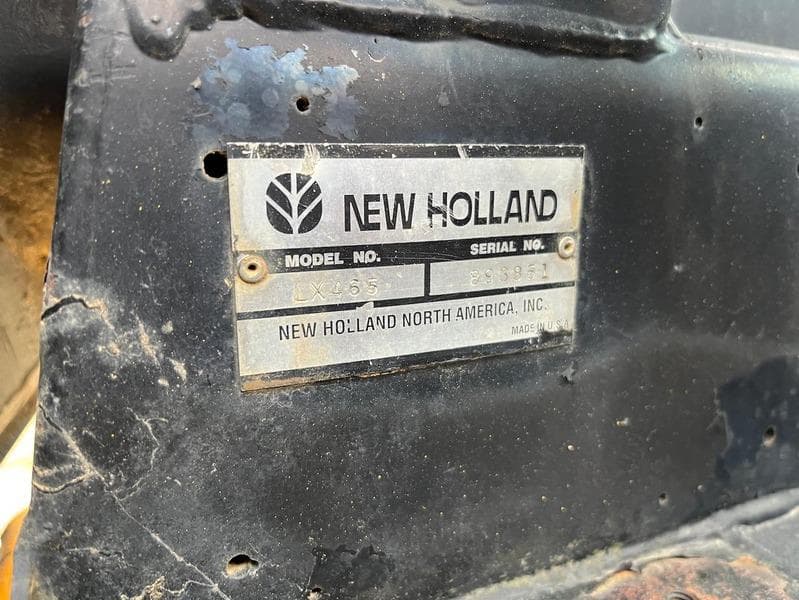 NEW HOLLAND
MODEL NO. SERIAL NO.
LX465
NEW HOLLAND NORTH AMERICA, INC.
MADE IN U.S.A.